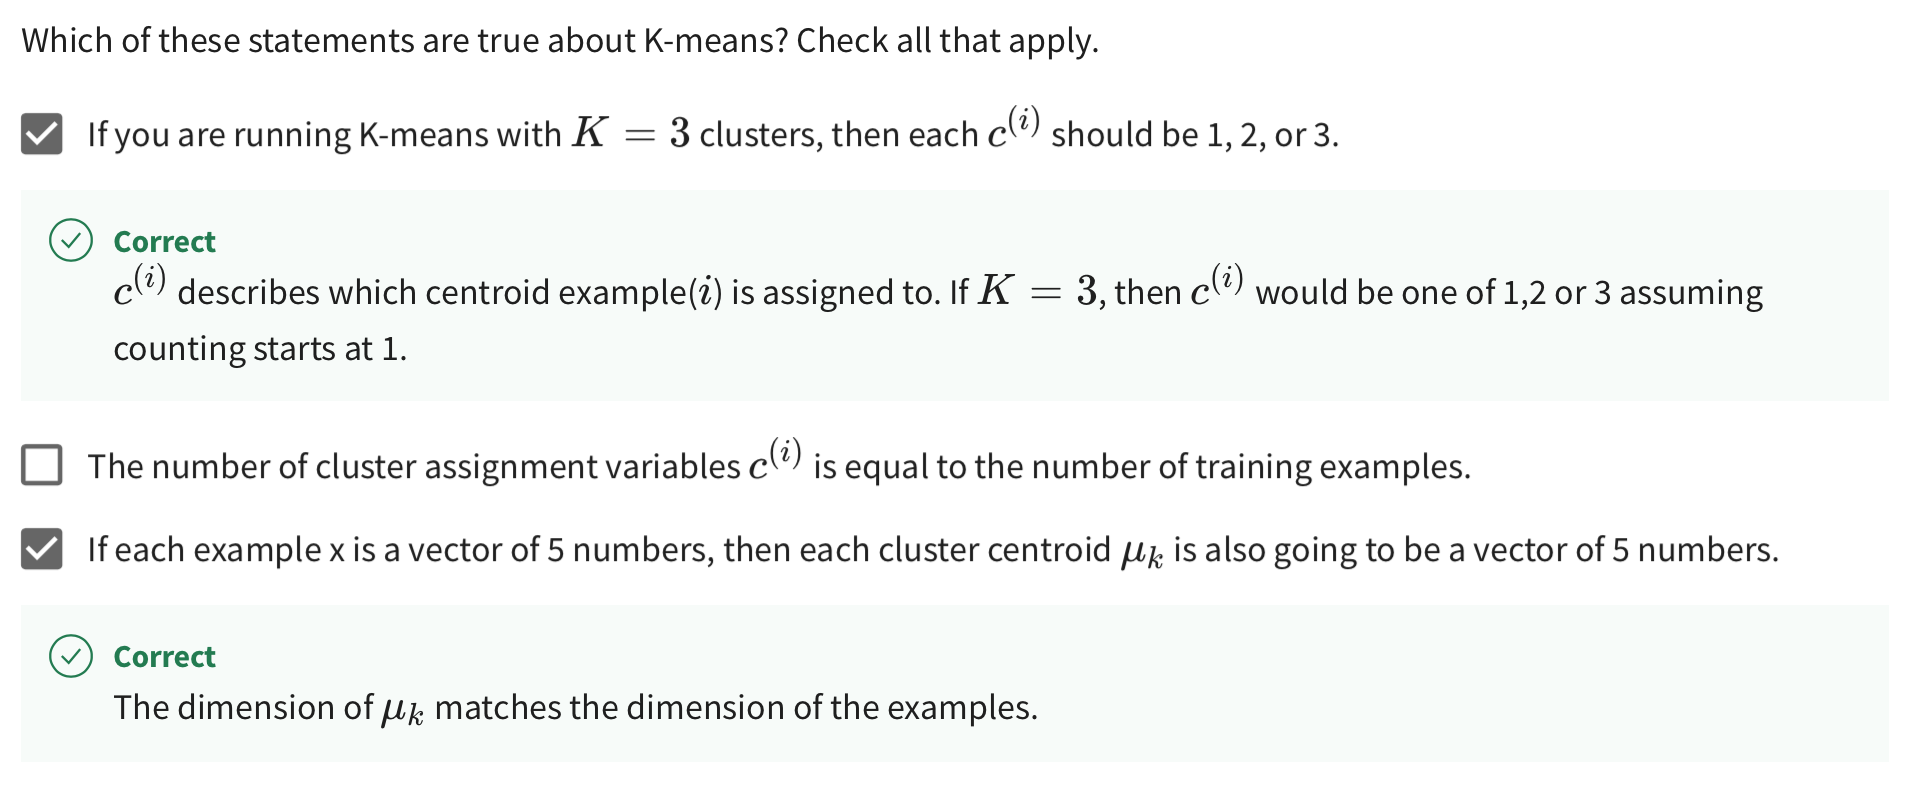 Which of these statements are true about K-means? Check all that apply.
If you are running K-means with K = 3 clusters, then each c^(i) should be 1, 2, or 3.
Correct
c^(i) describes which centroid example(i) is assigned to. If K = 3, then c^(i) would be one of 1,2 or 3 assuming
counting starts at 1.
The number of cluster assignment variables c^(i) is equal to the number of training examples.
If each example x is a vector of 5 numbers, then each cluster centroid μ_k is also going to be a vector of 5 numbers.
Correct
The dimension of μ_k matches the dimension of the examples.